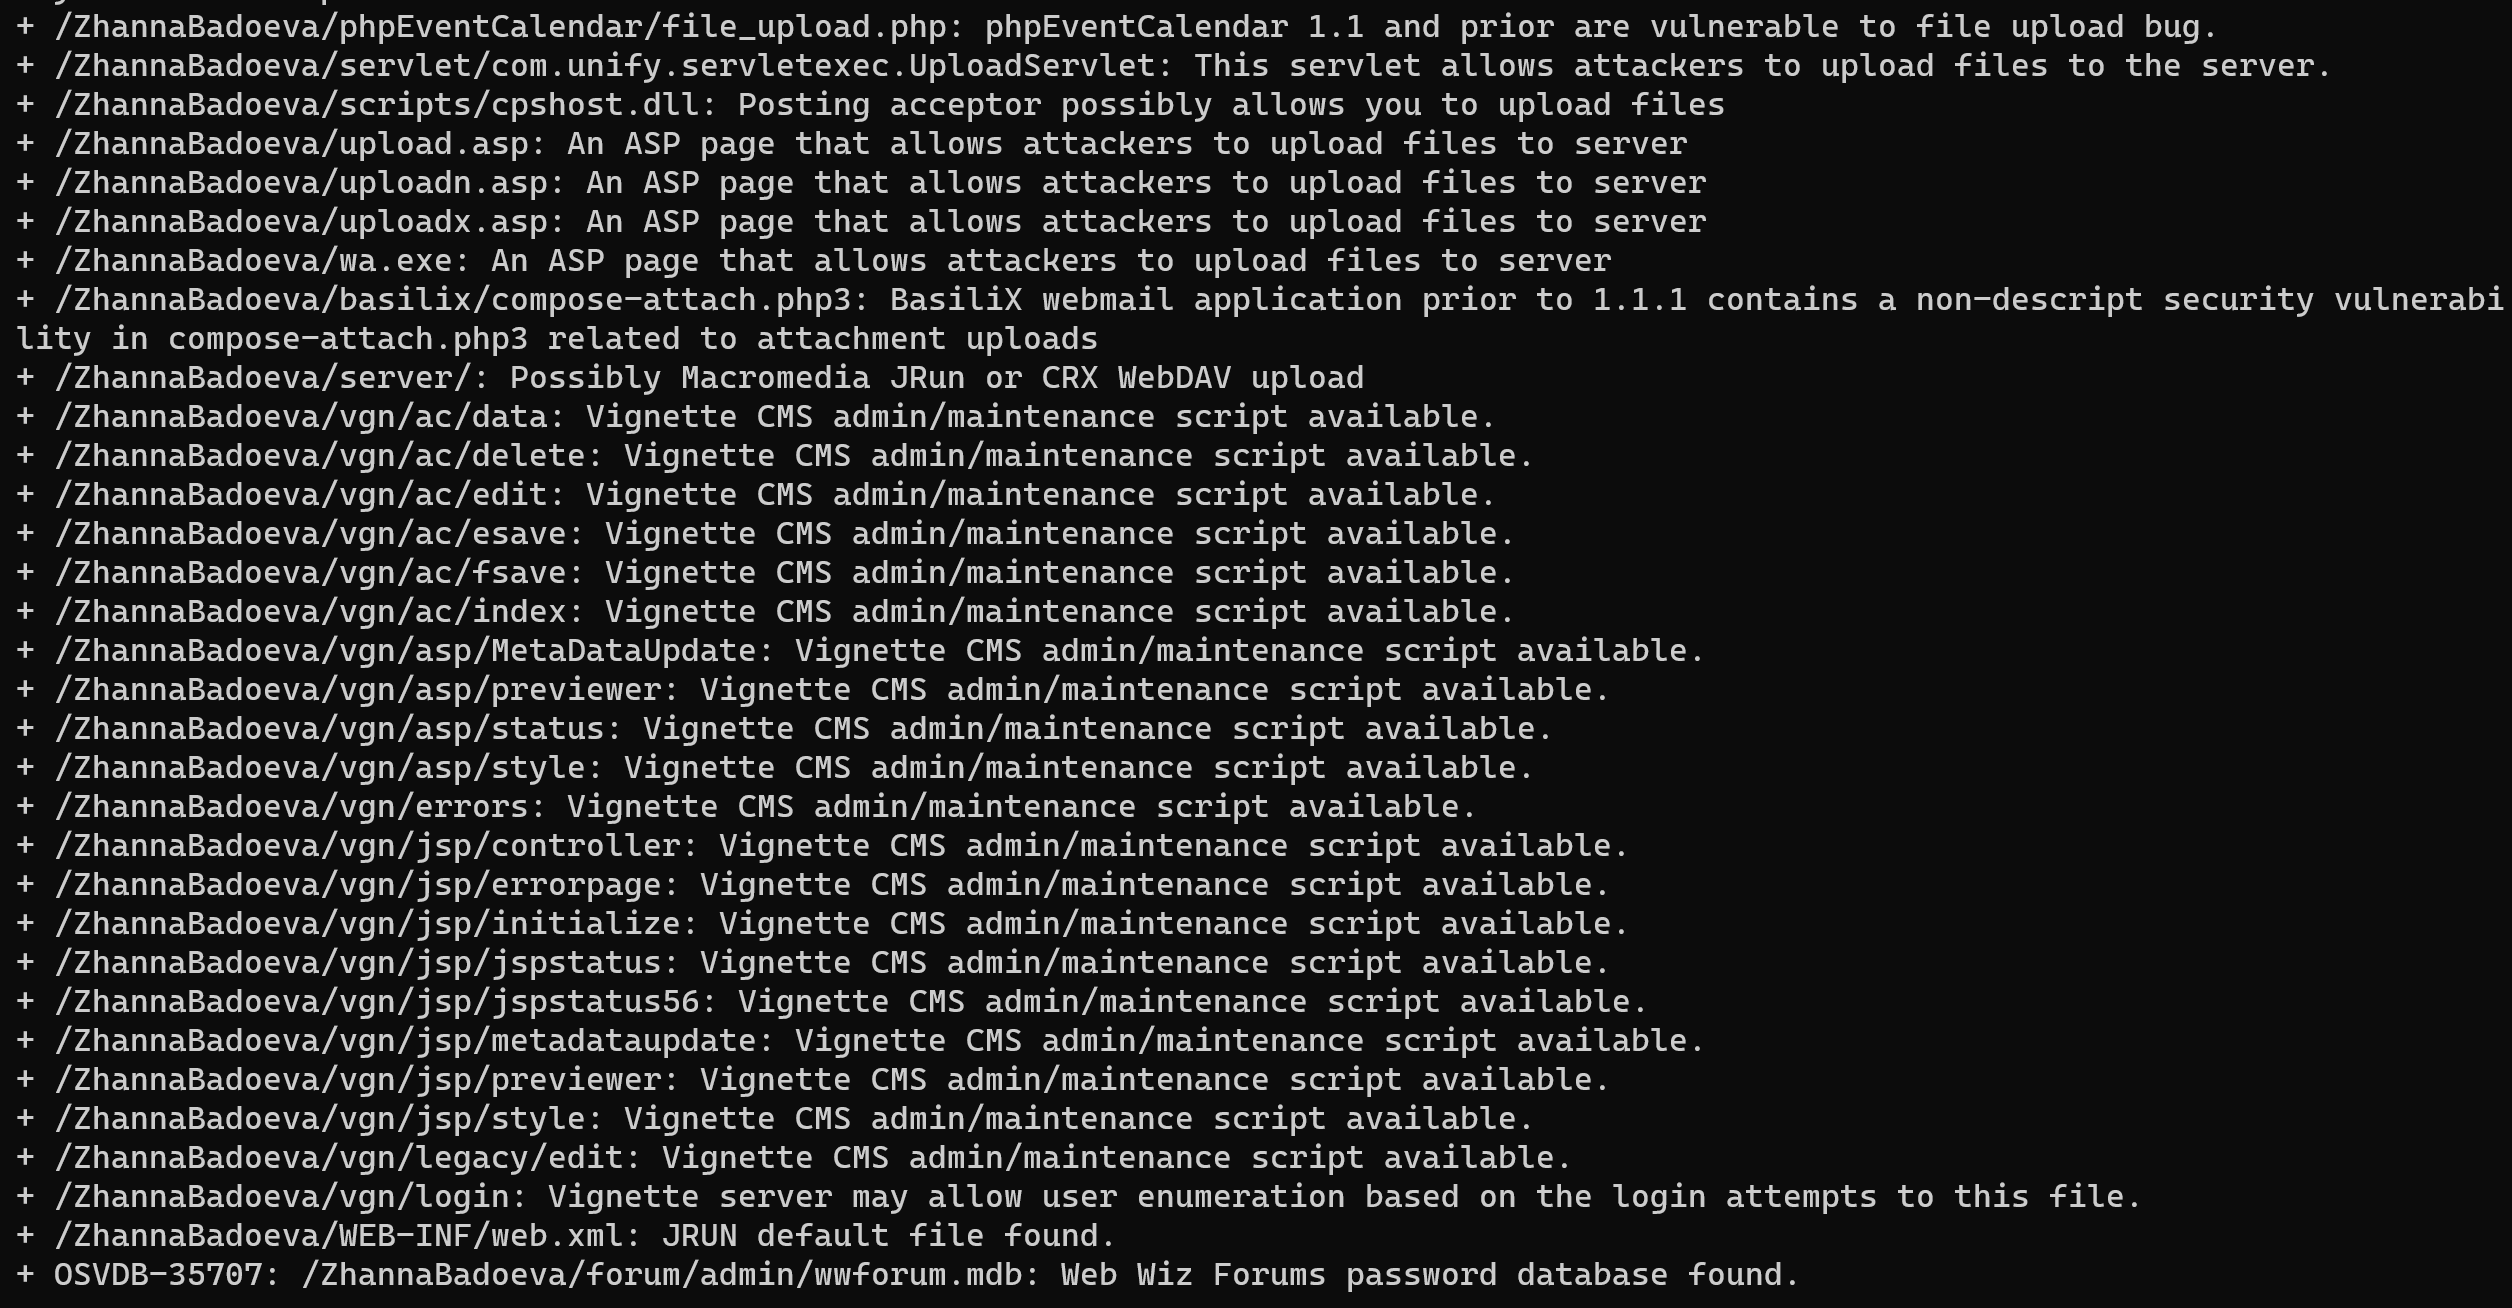 + /ZhannaBadoeva/phpEventCalendar/file_upload.php: phpEventCalendar 1.1 and prior are vulnerable to file upload bug.
+ /ZhannaBadoeva/servlet/com.unify.servletexec.UploadServlet: This servlet allows attackers to upload files to the server.
+ /ZhannaBadoeva/scripts/cpshost.dll: Posting acceptor possibly allows you to upload files
+ /ZhannaBadoeva/upload.asp: An ASP page that allows attackers to upload files to server
+ /ZhannaBadoeva/uploadn.asp: An ASP page that allows attackers to upload files to server
+ /ZhannaBadoeva/uploadx.asp: An ASP page that allows attackers to upload files to server
+ /ZhannaBadoeva/wa.exe: An ASP page that allows attackers to upload files to server
+ /ZhannaBadoeva/basilix/compose-attach.php3: BasiliX webmail application prior to 1.1.1 contains a non-descript security vulnerabi
lity in compose-attach.php3 related to attachment uploads
+ /ZhannaBadoeva/server/: Possibly Macromedia JRun or CRX WebDAV upload
+ /ZhannaBadoeva/vgn/ac/data: Vignette CMS admin/maintenance script available.
+ /ZhannaBadoeva/vgn/ac/delete: Vignette CMS admin/maintenance script available.
+ /ZhannaBadoeva/vgn/ac/edit: Vignette CMS admin/maintenance script available.
+ /ZhannaBadoeva/vgn/ac/esave: Vignette CMS admin/maintenance script available.
+ /ZhannaBadoeva/vgn/ac/fsave: Vignette CMS admin/maintenance script available.
+ /ZhannaBadoeva/vgn/ac/index: Vignette CMS admin/maintenance script available.
+ /ZhannaBadoeva/vgn/asp/MetaDataUpdate: Vignette CMS admin/maintenance script available.
+ /ZhannaBadoeva/vgn/asp/previewer: Vignette CMS admin/maintenance script available.
+ /ZhannaBadoeva/vgn/asp/status: Vignette CMS admin/maintenance script available.
+ /ZhannaBadoeva/vgn/asp/style: Vignette CMS admin/maintenance script available.
+ /ZhannaBadoeva/vgn/errors: Vignette CMS admin/maintenance script available.
+ /ZhannaBadoeva/vgn/jsp/controller: Vignette CMS admin/maintenance script available.
+ /ZhannaBadoeva/vgn/jsp/errorpage: Vignette CMS admin/maintenance script available.
+ /ZhannaBadoeva/vgn/jsp/initialize: Vignette CMS admin/maintenance script available.
+ /ZhannaBadoeva/vgn/jsp/jspstatus: Vignette CMS admin/maintenance script available.
+ /ZhannaBadoeva/vgn/jsp/jspstatus56: Vignette CMS admin/maintenance script available.
+ /ZhannaBadoeva/vgn/jsp/metadataupdate: Vignette CMS admin/maintenance script available.
+ /ZhannaBadoeva/vgn/jsp/previewer: Vignette CMS admin/maintenance script available.
+ /ZhannaBadoeva/vgn/jsp/style: Vignette CMS admin/maintenance script available.
+ /ZhannaBadoeva/vgn/legacy/edit: Vignette CMS admin/maintenance script available.
+ /ZhannaBadoeva/vgn/login: Vignette server may allow user enumeration based on the login attempts to this file.
+ /ZhannaBadoeva/WEB-INF/web.xml: JRUN default file found.
+ OSVDB-35707: /ZhannaBadoeva/forum/admin/wwforum.mdb: Web Wiz Forums password database found.